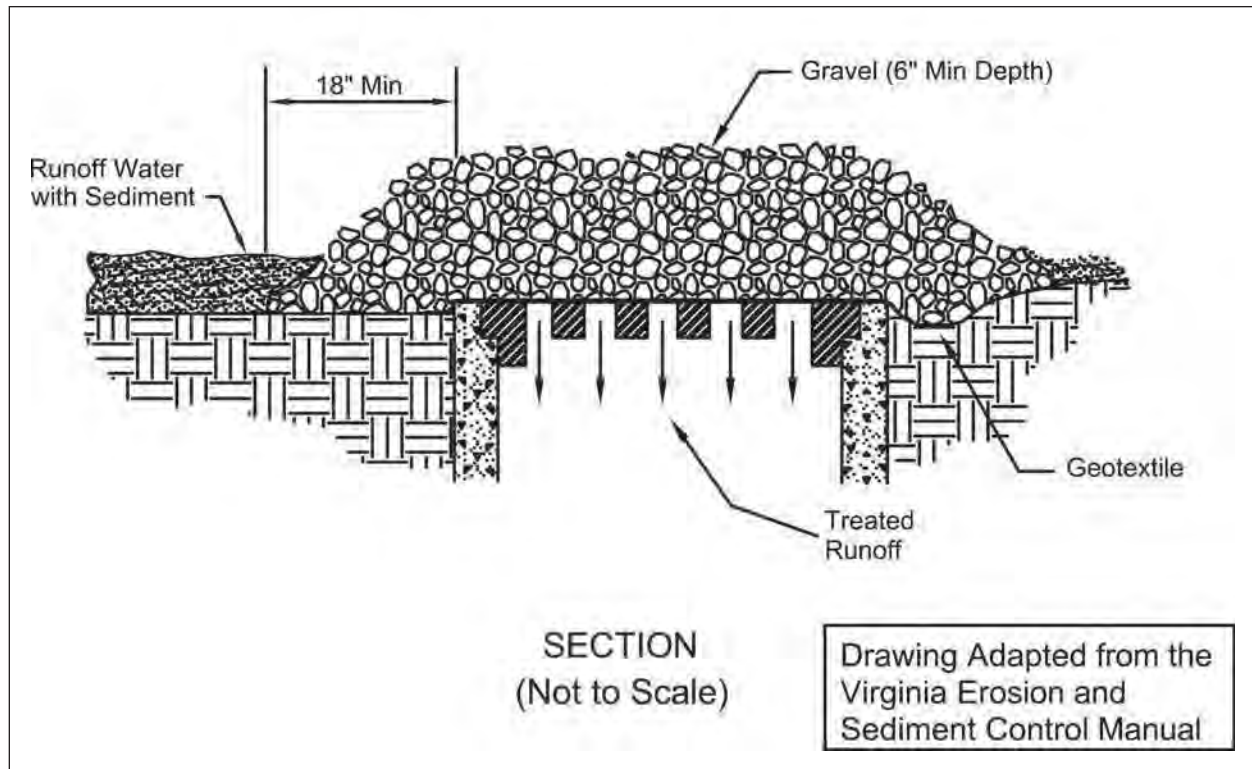 Gravel (6" Min Depth)
18" Min
Runoff Water
with Sediment
Geotextile
Treated
Runoff
SECTION
(Not to Scale)
Drawing Adapted from the
Virginia Erosion and
Sediment Control Manual